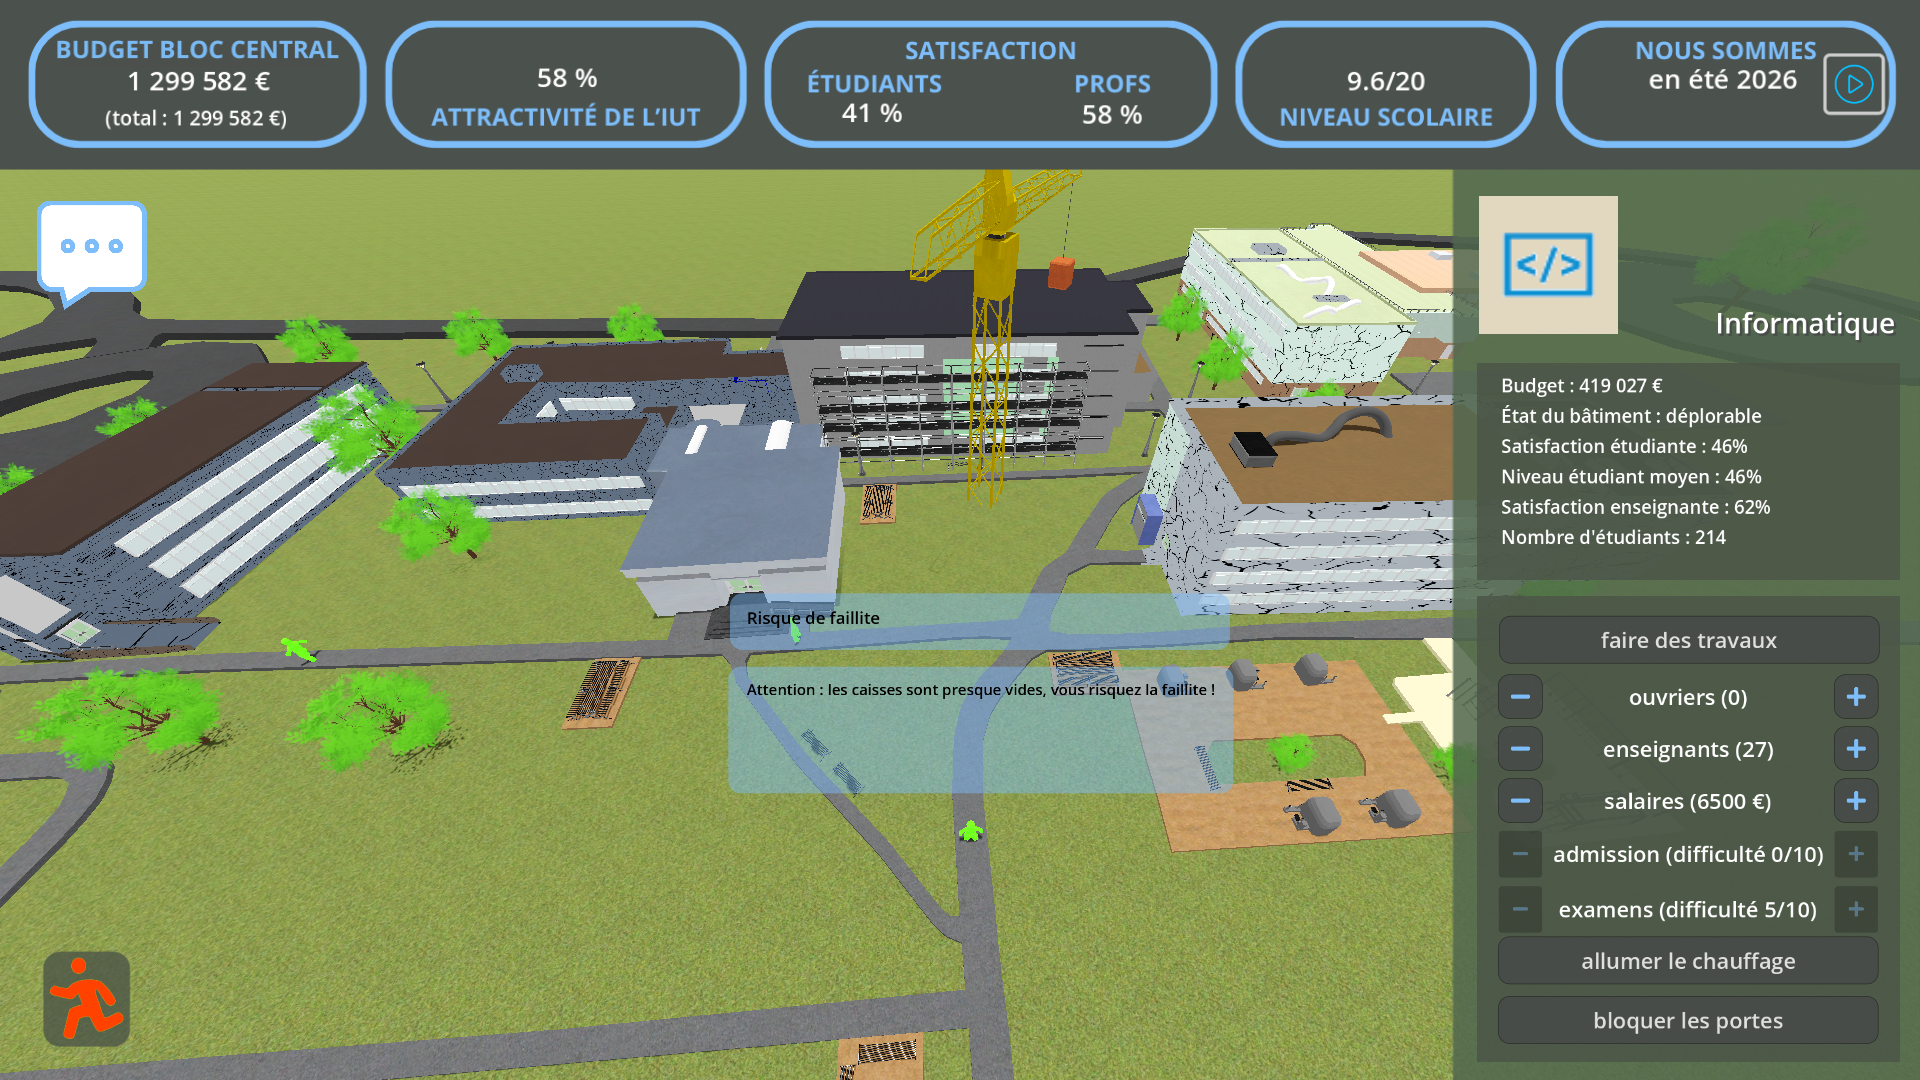 BUDGET BLOC CENTRAL
1 299 582 €
(total : 1 299 582 €)
58 %
ATTRACTIVITÉ DE L'IUT
SATISFACTION
ÉTUDIANTS
41 %
PROFS
58 %
9.6/20
NIVEAU SCOLAIRE
NOUS SOMMES
en été 2026
</>
Informatique
Budget : 419 027 €
État du bâtiment : déplorable
Satisfaction étudiante : 46%
Niveau étudiant moyen : 46%
Satisfaction enseignante : 62%
Nombre d'étudiants : 214
Risque de faillite
Attention : les caisses sont presque vides, vous risquez la faillite !
faire des travaux
− ouvriers (0) +
− enseignants (27) +
− salaires (6500 €) +
− admission (difficulté 0/10) +
− examens (difficulté 5/10) +
allumer le chauffage
bloquer les portes